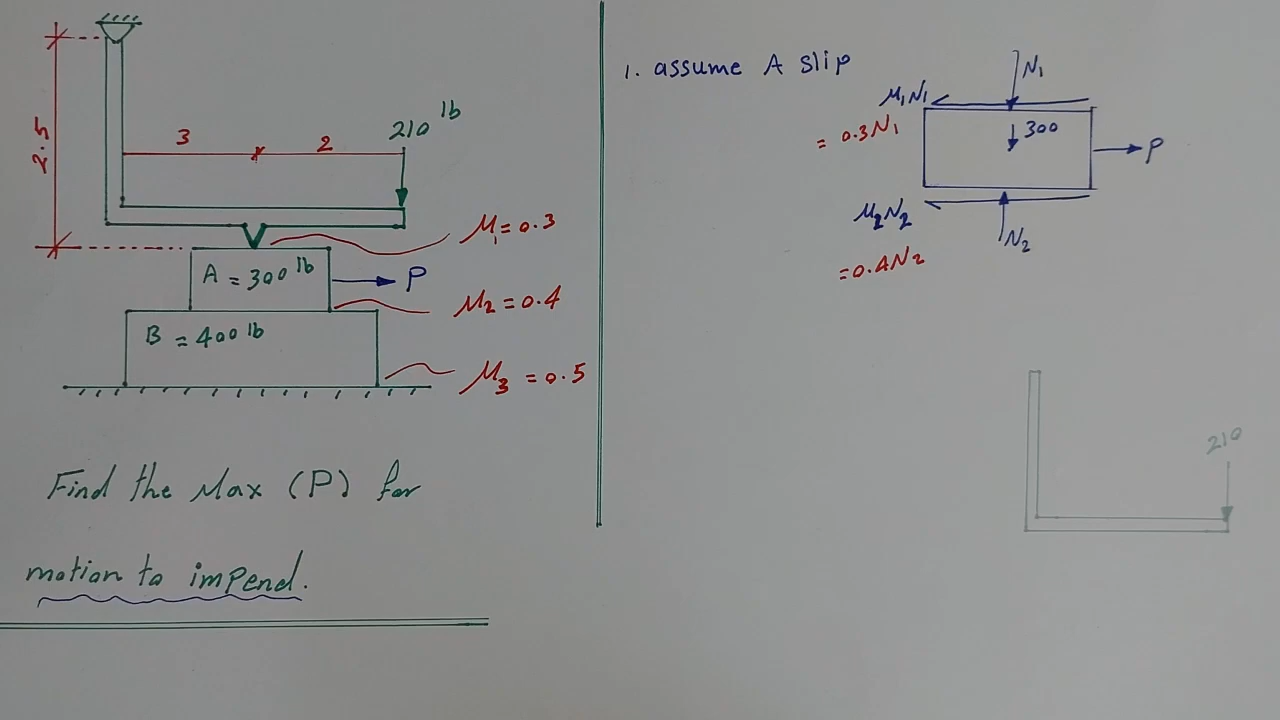 2.5
3
2
210 lb
μ₁ = 0.3
A = 300 lb
P
μ₂ = 0.4
B = 400 lb
μ₃ = 0.5
Find the Max (P) for
motion to impend.
1. assume A slip
N₁
μ₁N₁
= 0.3N₁
300
P
μ₂N₂
= 0.4N₂
N₂
210